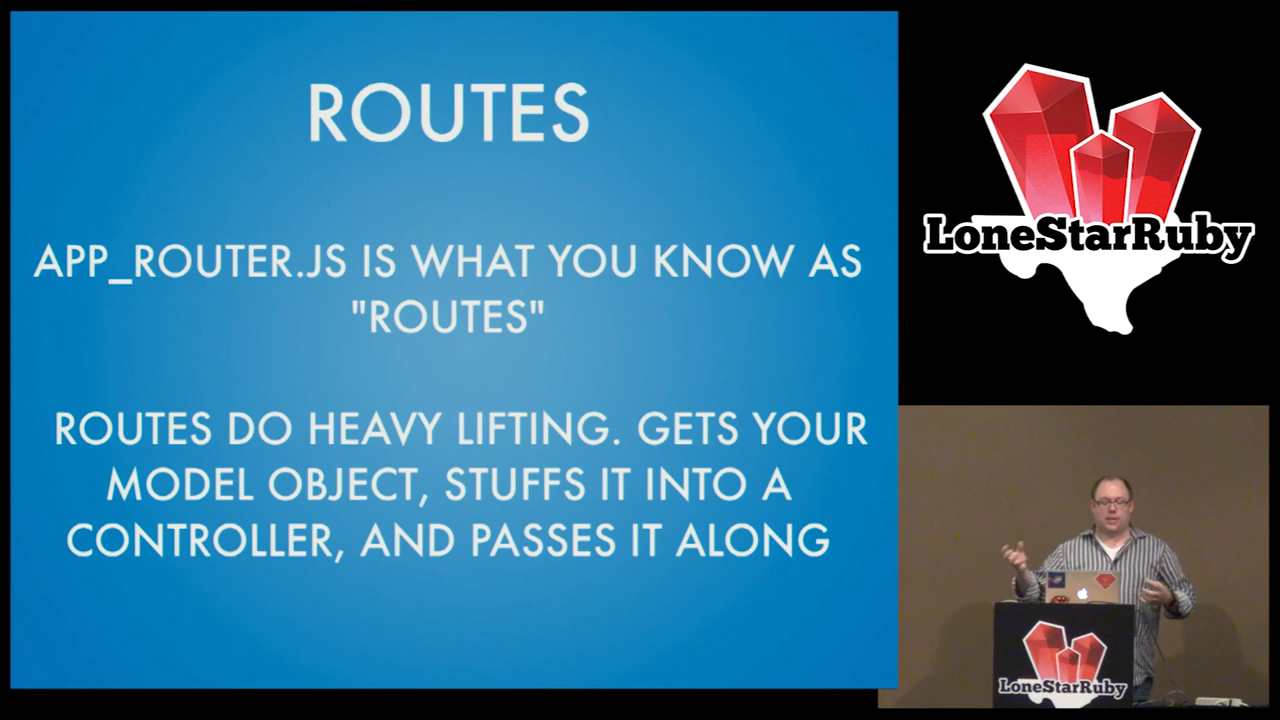 ROUTES
APP_ROUTER.JS IS WHAT YOU KNOW AS
"ROUTES"
ROUTES DO HEAVY LIFTING. GETS YOUR
MODEL OBJECT, STUFFS IT INTO A
CONTROLLER, AND PASSES IT ALONG
LoneStarRuby
LoneStarRuby